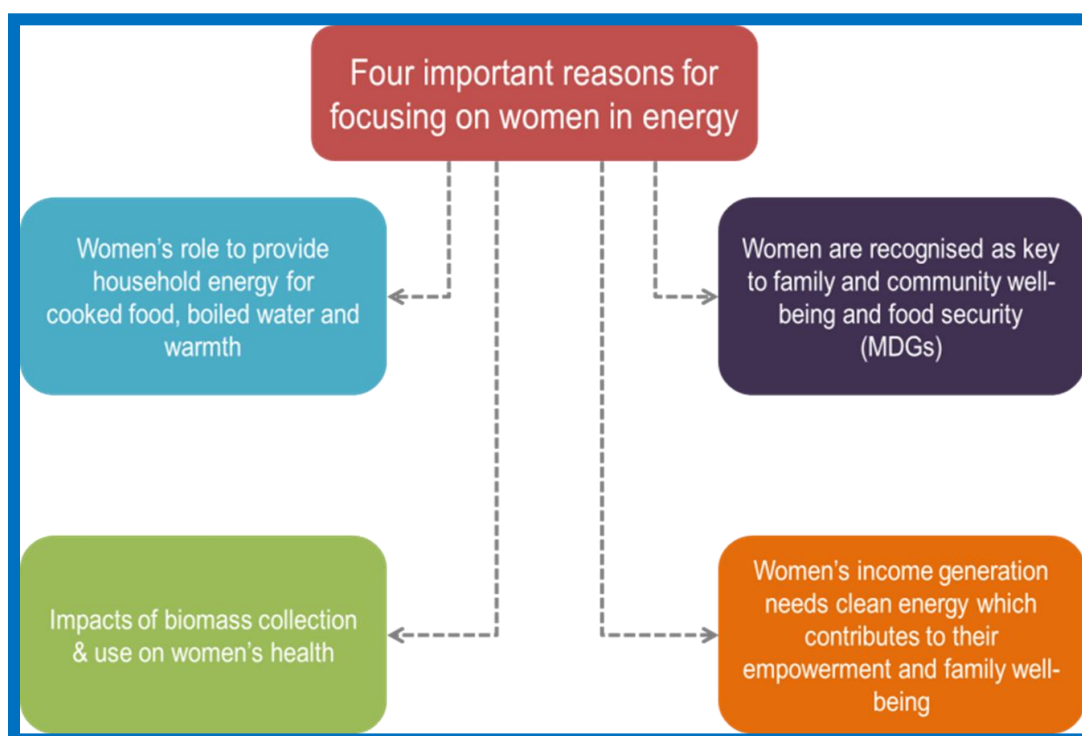 Four important reasons for
focusing on women in energy
Women’s role to provide
household energy for
cooked food, boiled water and
warmth
Women are recognised as key
to family and community well-
being and food security
(MDGs)
Impacts of biomass collection
& use on women’s health
Women’s income generation
needs clean energy which
contributes to their
empowerment and family well-
being